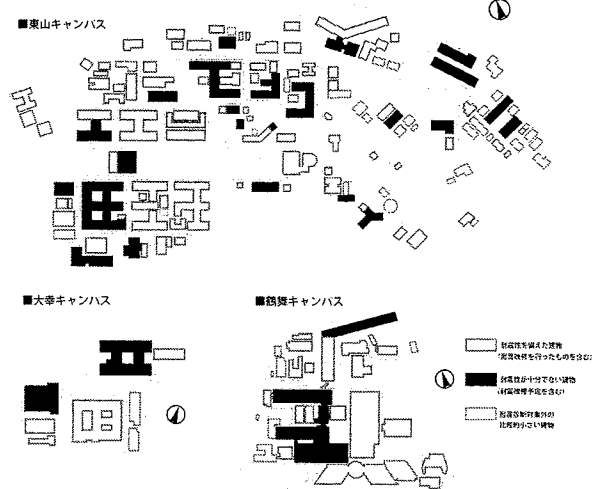 ■東山キャンパス
■大幸キャンパス
■鶴舞キャンパス
耐震性を備えた建物
(耐震改修を行ったものを含む)
耐震性が十分でない建物
(耐震改修予定を含む)
耐震診断対象外の
比較的小さい建物